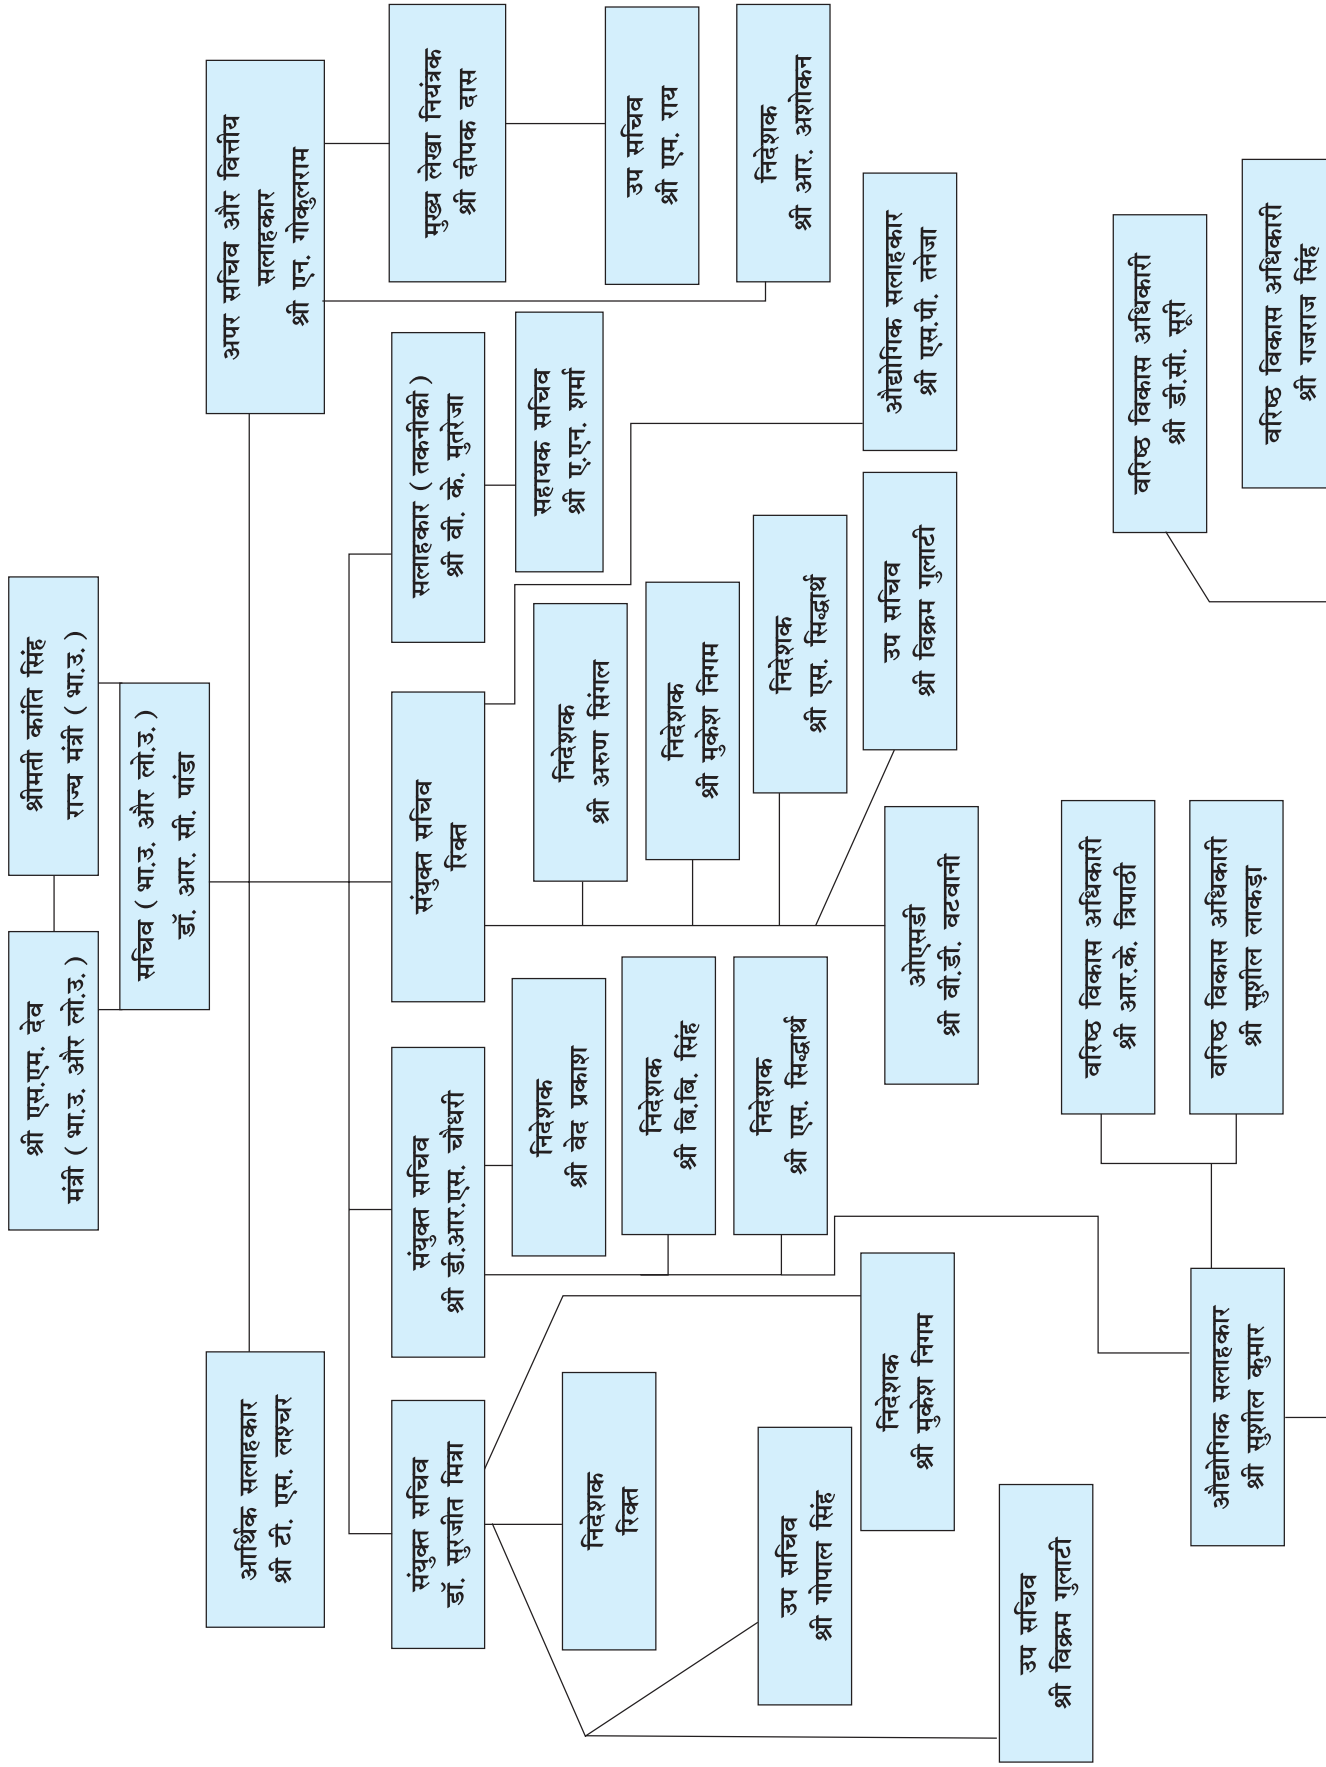 श्री एस.एम. देव
मंत्री ( भा.उ. और लो.उ. )
श्रीमती कांति सिंह
राज्य मंत्री ( भा.उ. )
सचिव ( भा.उ. और लो.उ. )
डॉ. आर. सी. पांडा
आर्थिक सलाहकार
श्री टी. एस. लश्चर
अपर सचिव और वित्तीय
सलाहकार
श्री एन. गोकुलराम
संयुक्त सचिव
डॉ. सुरजीत मित्रा
संयुक्त सचिव
श्री डी.आर.एस. चौधरी
संयुक्त सचिव
रिक्त
सलाहकार ( तकनीकी )
श्री वी. के. मुतरेजा
मुख्य लेखा नियंत्रक
श्री दीपक दास
निदेशक
रिक्त
निदेशक
श्री वेद प्रकाश
निदेशक
श्री अरुण सिंगल
सहायक सचिव
श्री ए.एन. शर्मा
उप सचिव
श्री एम. राय
निदेशक
श्री बि.बि. सिंह
निदेशक
श्री मुकेश निगम
निदेशक
श्री आर. अशोकन
उप सचिव
श्री गोपाल सिंह
निदेशक
श्री एस. सिद्धार्थ
निदेशक
श्री एस. सिद्धार्थ
निदेशक
श्री मुकेश निगम
ओएसडी
श्री वी.डी. वटवानी
उप सचिव
श्री विक्रम गुलाटी
औद्योगिक सलाहकार
श्री एस.पी. तनेजा
उप सचिव
श्री विक्रम गुलाटी
वरिष्ठ विकास अधिकारी
श्री आर.के. त्रिपाठी
वरिष्ठ विकास अधिकारी
श्री डी.सी. सूरी
औद्योगिक सलाहकार
श्री सुशील कुमार
वरिष्ठ विकास अधिकारी
श्री सुशील लाकड़ा
वरिष्ठ विकास अधिकारी
श्री गजराज सिंह